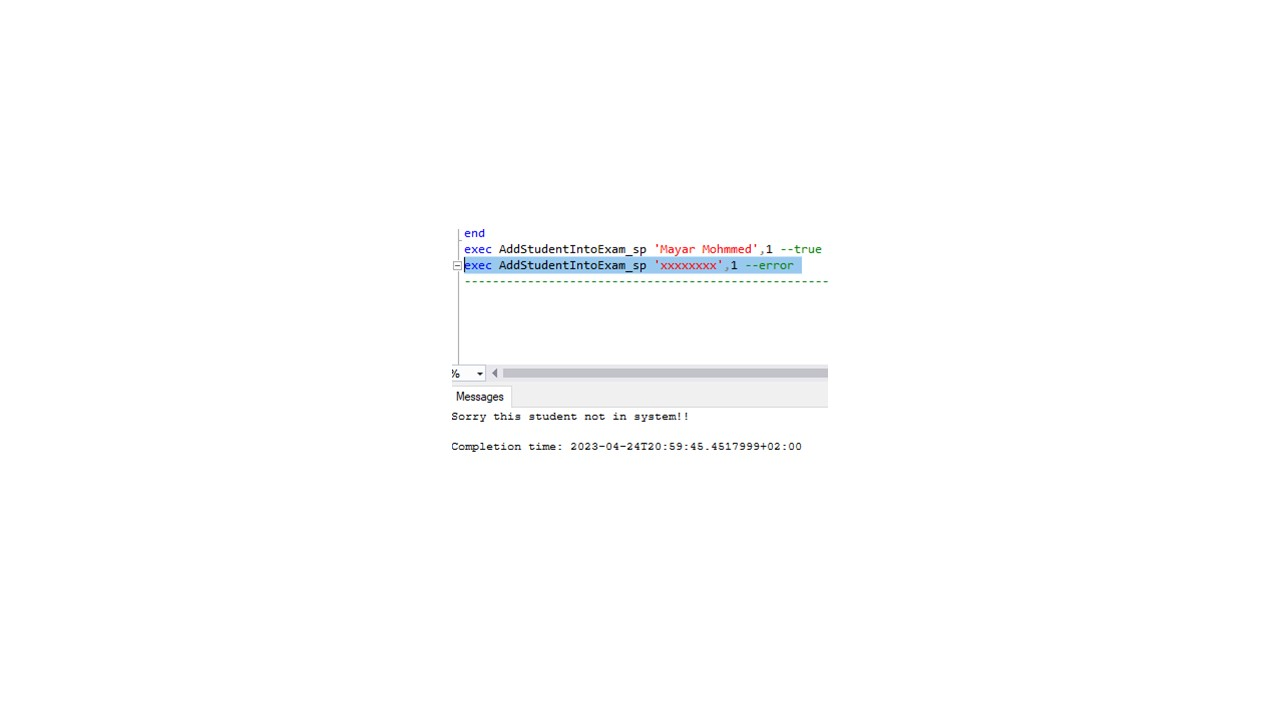 end
exec AddStudentIntoExam_sp 'Mayar Mohmmed',1 --true
exec AddStudentIntoExam_sp 'xxxxxxxx',1 --error
----------------------------------------------------
%
Messages
Sorry this student not in system!!
Completion time: 2023-04-24T20:59:45.4517999+02:00